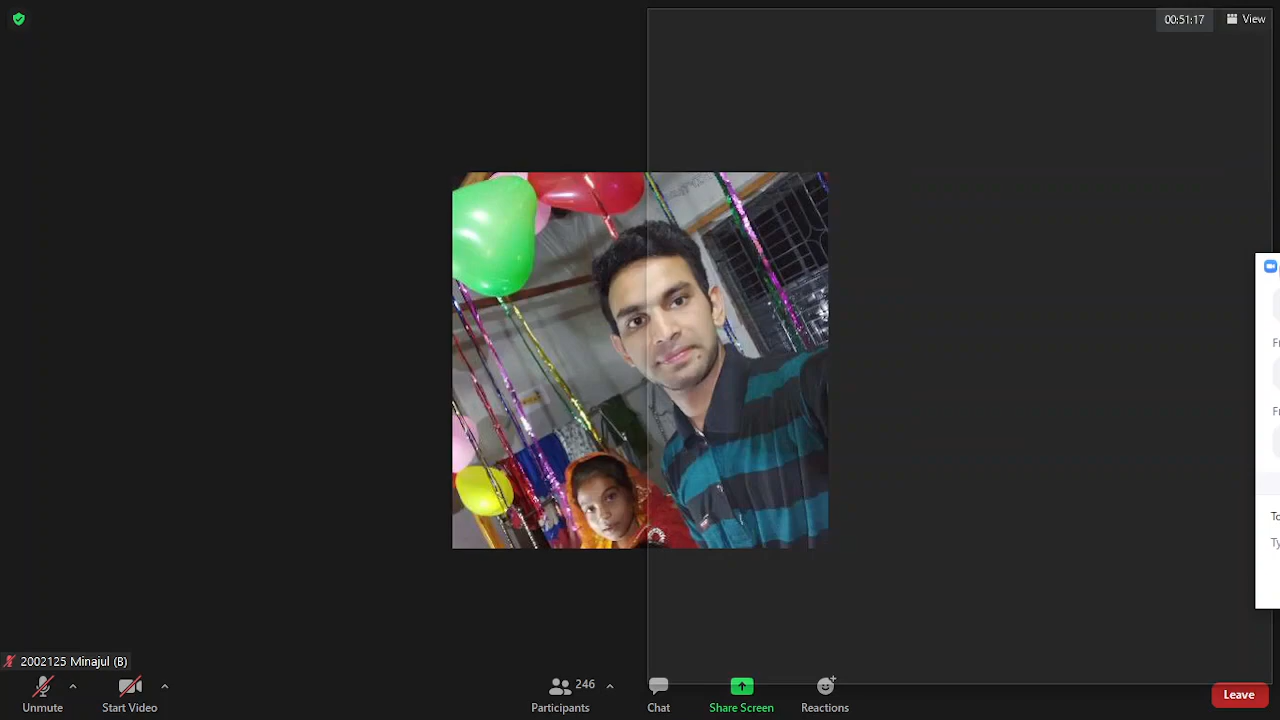 00:51:17
View
2002125 Minajul (B)
246
Unmute
Start Video
Participants
Chat
Share Screen
Reactions
Leave